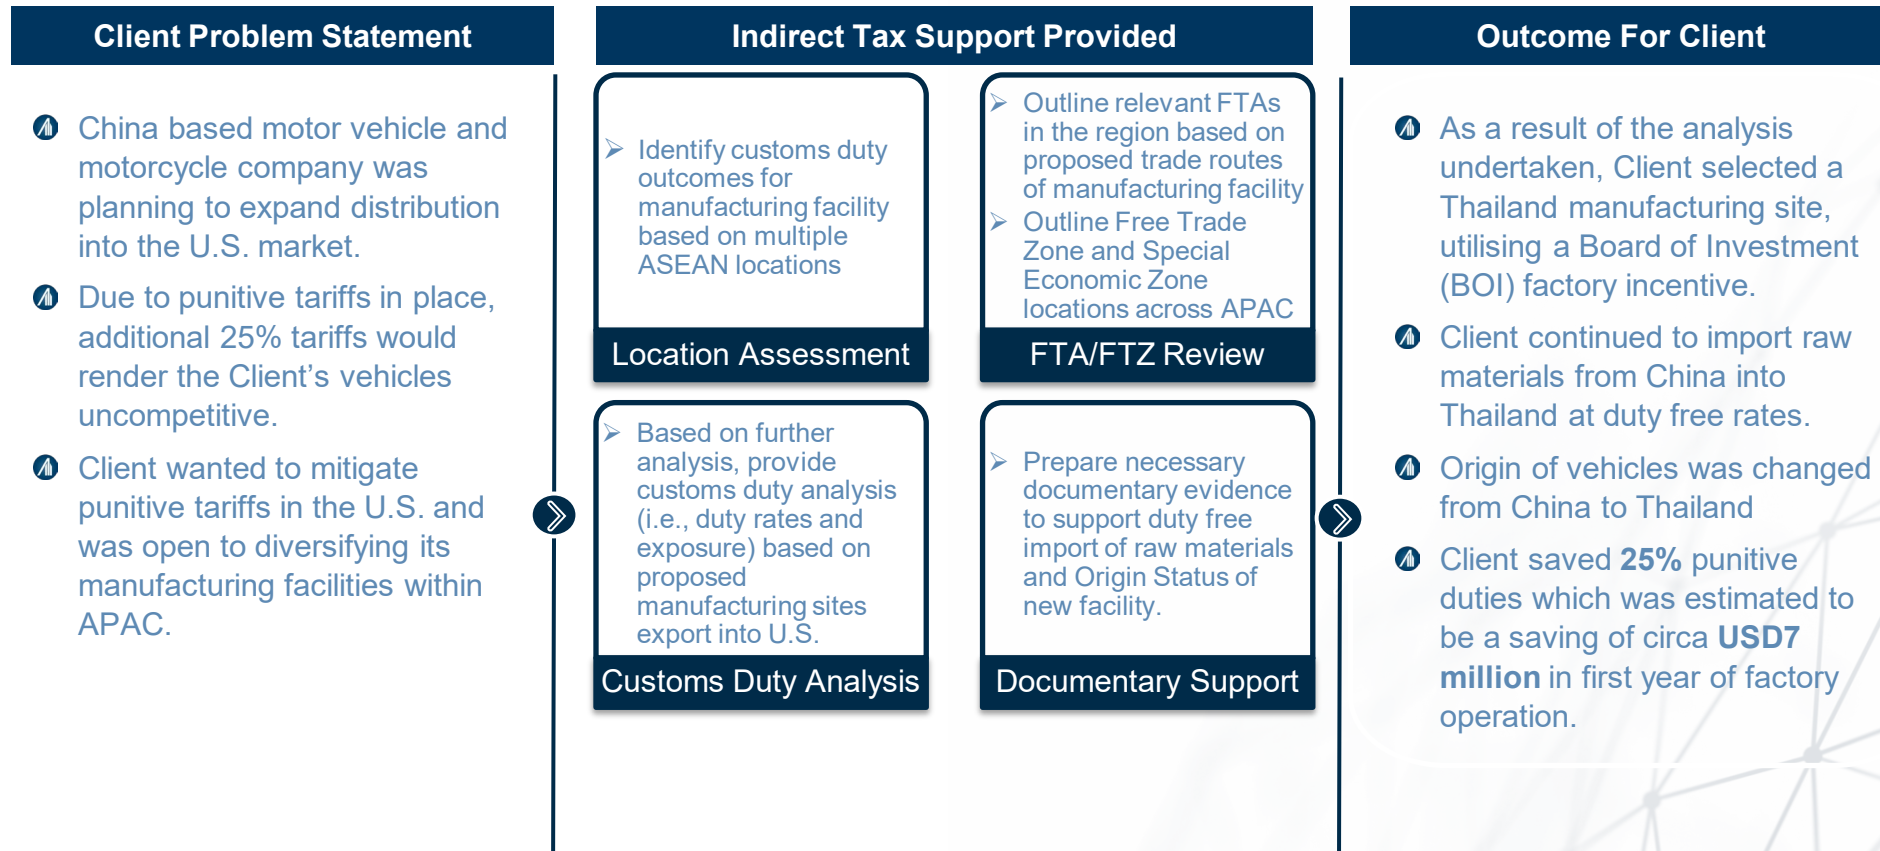 Client Problem Statement
China based motor vehicle and
motorcycle company was
planning to expand distribution
into the U.S. market.
Due to punitive tariffs in place,
additional 25% tariffs would
render the Client’s vehicles
uncompetitive.
Client wanted to mitigate
punitive tariffs in the U.S. and
was open to diversifying its
manufacturing facilities within
APAC.
Indirect Tax Support Provided
Identify customs duty
outcomes for
manufacturing facility
based on multiple
ASEAN locations
Location Assessment
Outline relevant FTAs
in the region based on
proposed trade routes
of manufacturing facility
Outline Free Trade
Zone and Special
Economic Zone
locations across APAC
FTA/FTZ Review
Based on further
analysis, provide
customs duty analysis
(i.e., duty rates and
exposure) based on
proposed
manufacturing sites
export into U.S.
Customs Duty Analysis
Prepare necessary
documentary evidence
to support duty free
import of raw materials
and Origin Status of
new facility.
Documentary Support
Outcome For Client
As a result of the analysis
undertaken, Client selected a
Thailand manufacturing site,
utilising a Board of Investment
(BOI) factory incentive.
Client continued to import raw
materials from China into
Thailand at duty free rates.
Origin of vehicles was changed
from China to Thailand
Client saved 25% punitive
duties which was estimated to
be a saving of circa USD7
million in first year of factory
operation.